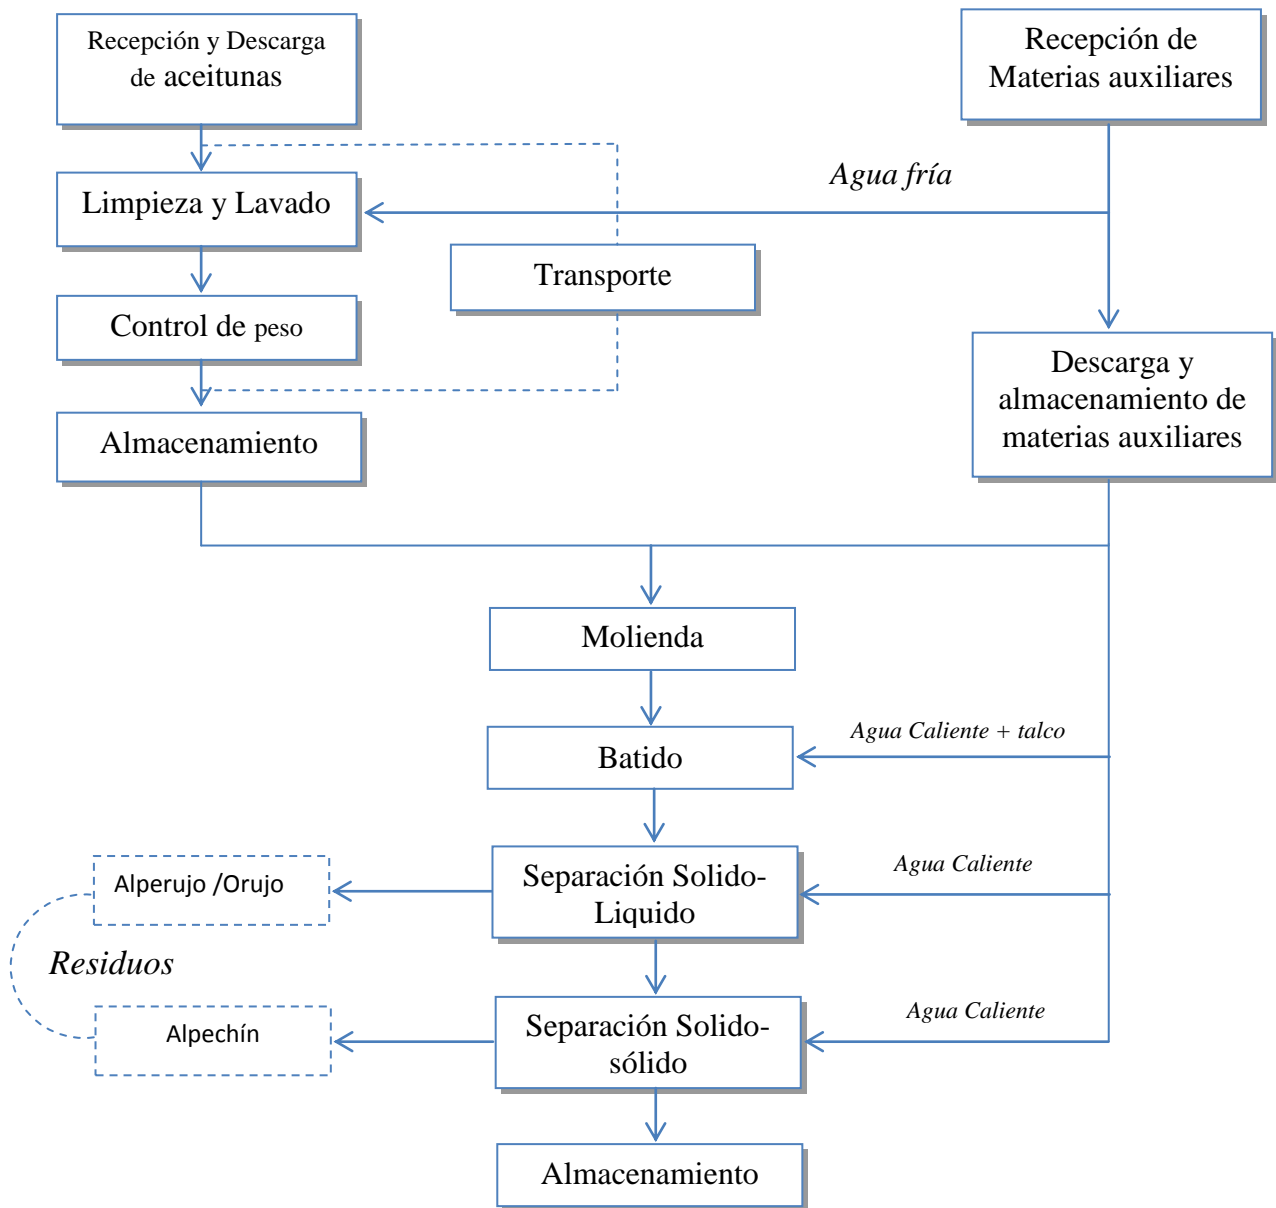 Recepción y Descarga
de aceitunas
Recepción de
Materias auxiliares
Agua fría
Limpieza y Lavado
Transporte
Control de peso
Descarga y
almacenamiento de
materias auxiliares
Almacenamiento
Molienda
Agua Caliente + talco
Batido
Agua Caliente
Separación Solido-
Liquido
Alperujo /Orujo
Residuos
Agua Caliente
Separación Solido-
sólido
Alpechín
Almacenamiento